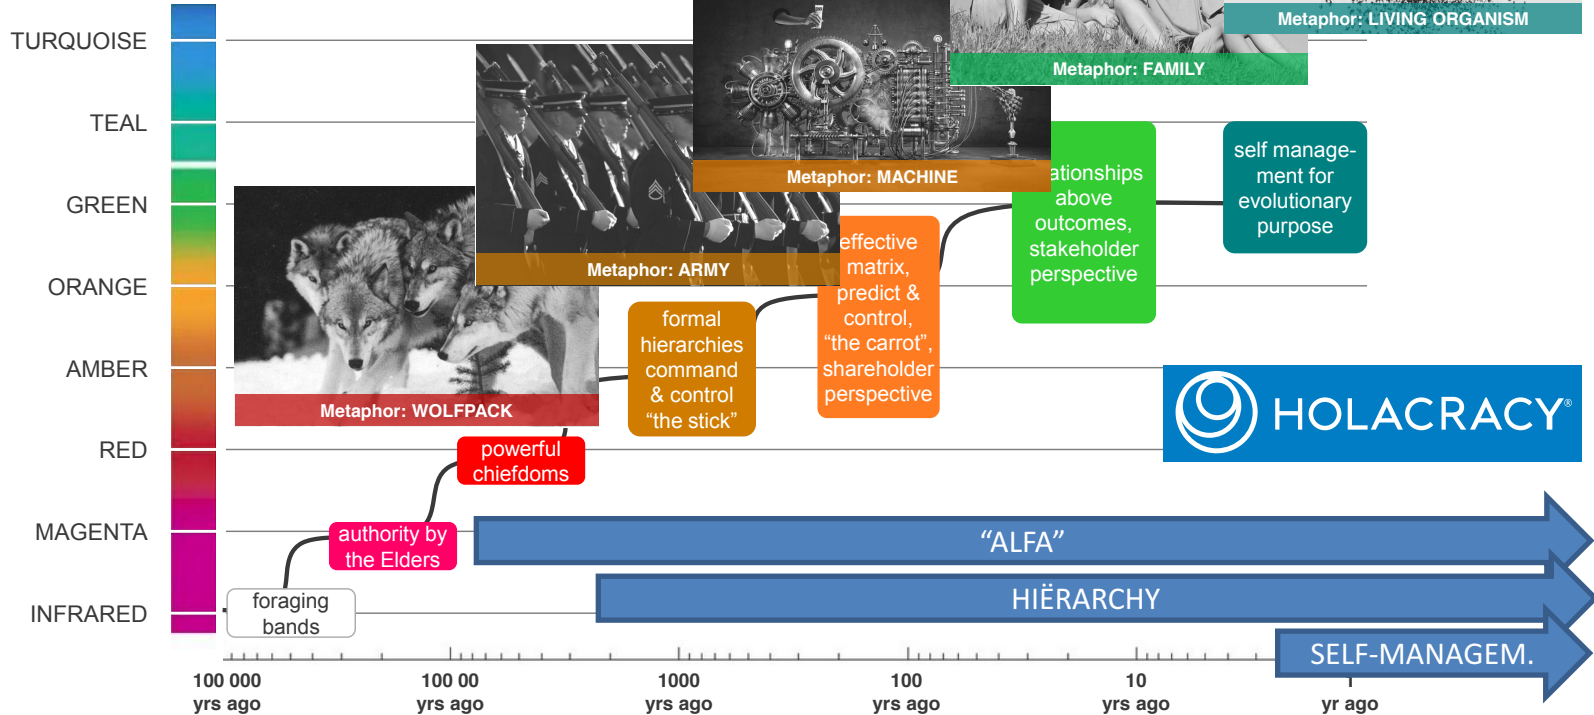 TURQUOISE
TEAL
GREEN
ORANGE
AMBER
RED
MAGENTA
INFRARED
Metaphor: LIVING ORGANISM
Metaphor: FAMILY
Metaphor: MACHINE
Metaphor: ARMY
Metaphor: WOLFPACK
foraging
bands
authority by
the Elders
powerful
chiefdoms
formal
hierarchies
command
& control
“the stick”
effective
matrix,
predict &
control,
“the carrot”,
shareholder
perspective
ationships
above
outcomes,
stakeholder
perspective
self manage-
ment for
evolutionary
purpose
HOLACRACY®
“ALFA”
HIËRARCHY
SELF-MANAGEM.
100 000
yrs ago
100 00
yrs ago
1000
yrs ago
100
yrs ago
10
yrs ago
1
yr ago